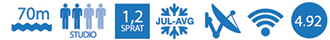 70m
STUDIO
1,2
SPRAT
JUL-AVG
4.92